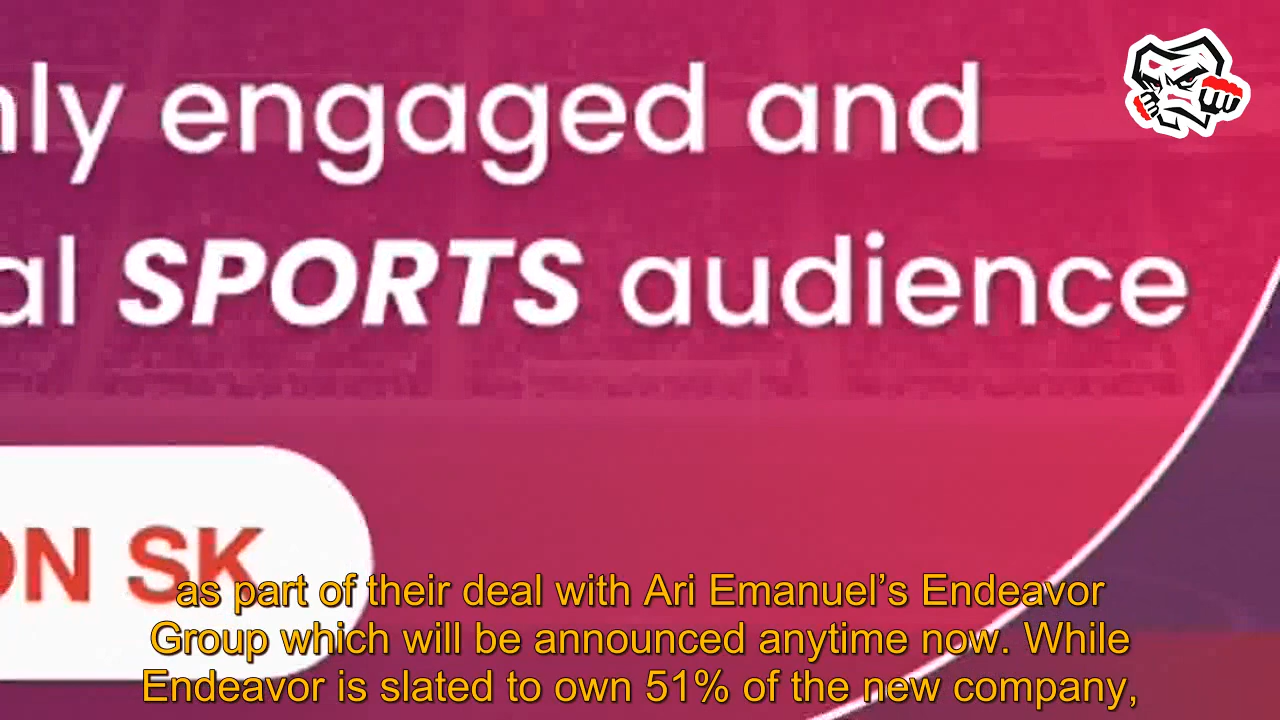 nly engaged and
al SPORTS audience
ON SK
as part of their deal with Ari Emanuel’s Endeavor
Group which will be announced anytime now. While
Endeavor is slated to own 51% of the new company,